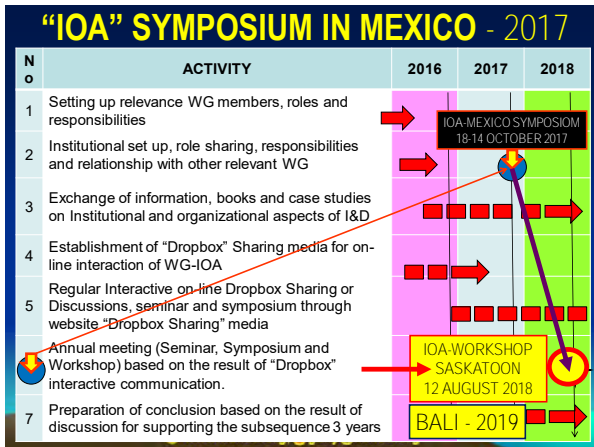 “IOA” SYMPOSIUM IN MEXICO - 2017
N
o
ACTIVITY
2016
2017
2018
1
Setting up relevance WG members, roles and
responsibilities
IOA-MEXICO SYMPOSIOM
18-14 OCTOBER 2017
2
Institutional set up, role sharing, responsibilities
and relationship with other relevant WG
3
Exchange of information, books and case studies
on Institutional and organizational aspects of I&D
4
Establishment of “Dropbox” Sharing media for on-
line interaction of WG-IOA
5
Regular Interactive on-line Dropbox Sharing or
Discussions, seminar and symposium through
website “Dropbox Sharing” media
Annual meeting (Seminar, Symposium and
Workshop) based on the result of “Dropbox”
interactive communication.
IOA-WORKSHOP
SASKATOON
12 AUGUST 2018
7
Preparation of conclusion based on the result of
discussion for supporting the subsequence 3 years
BALI - 2019